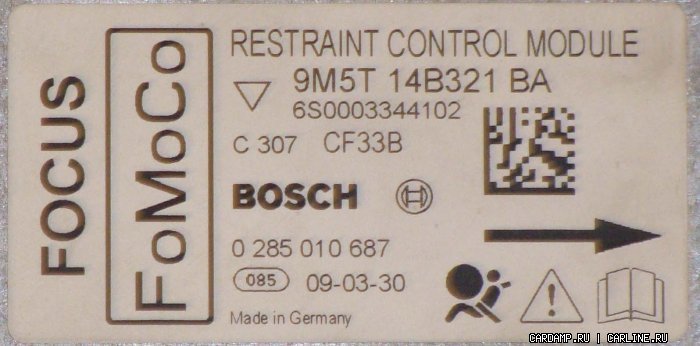 FOCUS
FoMoCo
RESTRAINT CONTROL MODULE
9M5T 14B321 BA
6S0003344102
C 307 CF33B
BOSCH
0 285 010 687
085 09-03-30
Made in Germany
CARDAMP.RU | CARLINE.RU